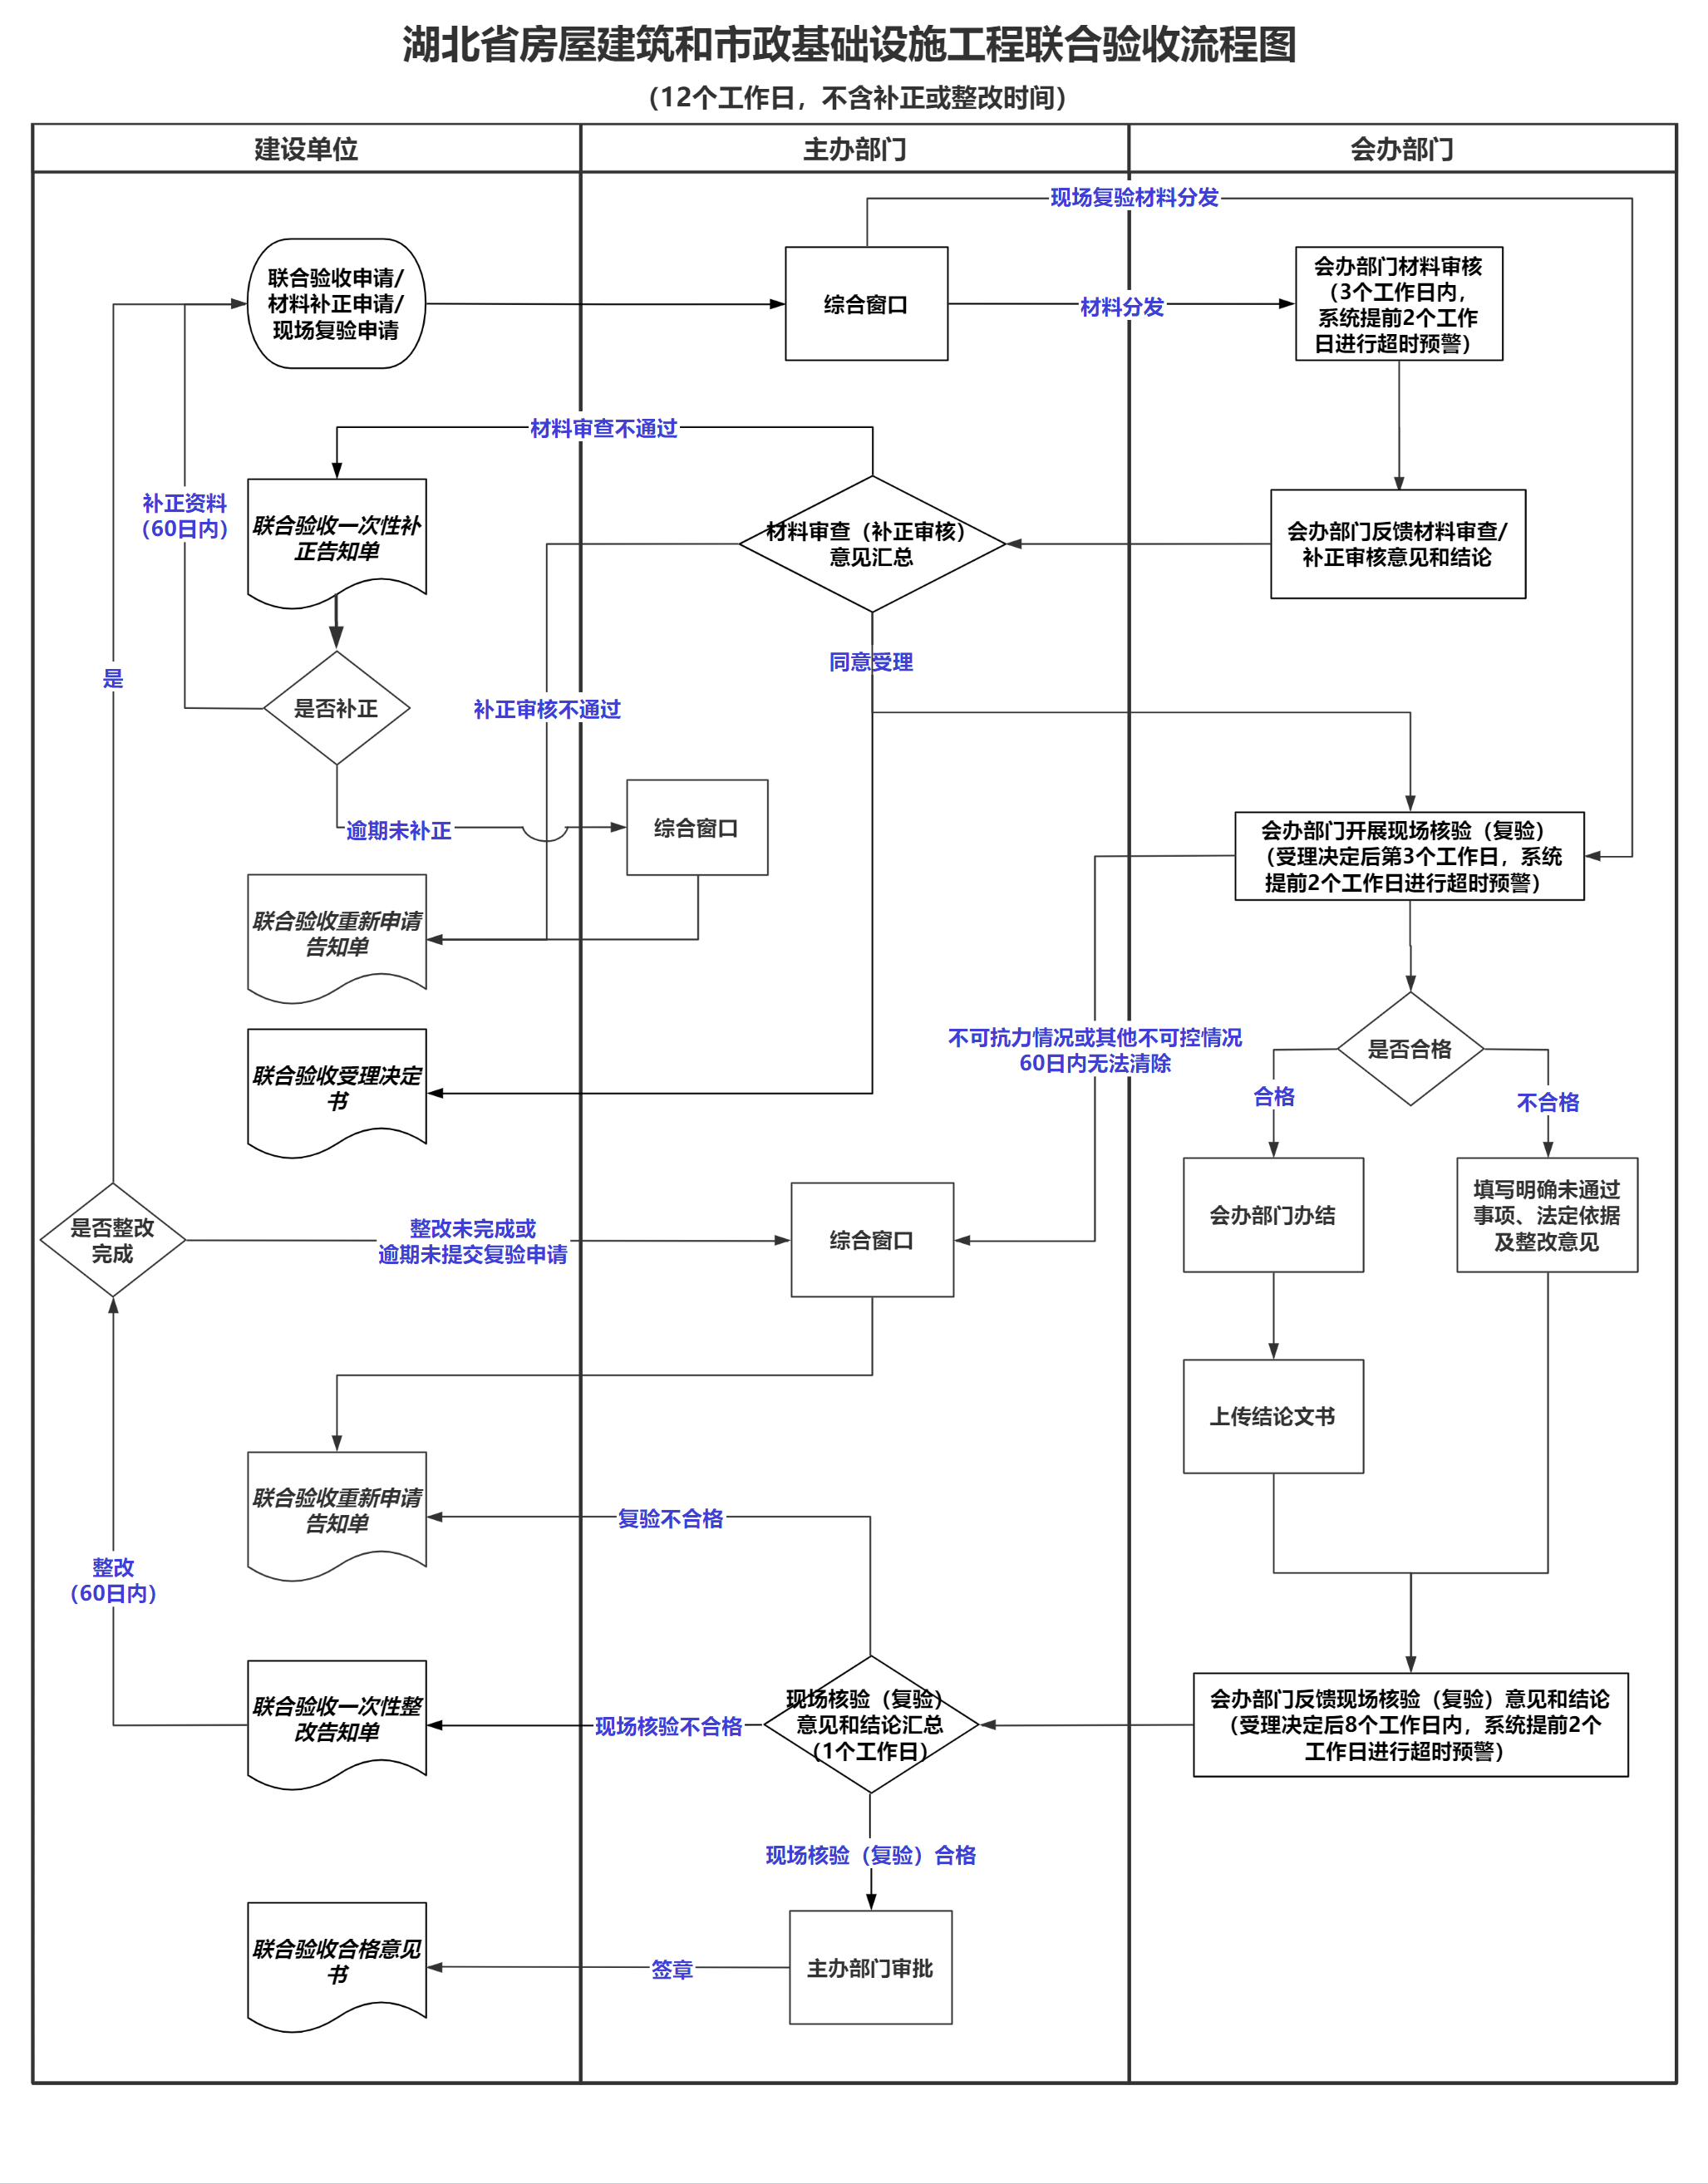 湖北省房屋建筑和市政基础设施工程联合验收流程图
（12个工作日，不含补正或整改时间）
建设单位
主办部门
会办部门
现场复验材料分发
联合验收申请/
材料补正申请/
现场复验申请
综合窗口
材料分发
会办部门材料审核
（3个工作日内，
系统提前2个工作
日进行超时预警）
材料审查不通过
补正资料
（60日内）
联合验收一次性补
正告知单
材料审查（补正审核）
意见汇总
会办部门反馈材料审查/
补正审核意见和结论
同意受理
是
是否补正
补正审核不通过
逾期未补正
综合窗口
会办部门开展现场核验（复验）
（受理决定后第3个工作日，系统
提前2个工作日进行超时预警）
联合验收重新申请
告知单
不可抗力情况或其他不可控情况
60日内无法清除
是否合格
联合验收受理决定
书
合格
不合格
是否整改
完成
整改未完成或
逾期未提交复验申请
综合窗口
会办部门办结
填写明确未通过
事项、法定依据
及整改意见
上传结论文书
联合验收重新申请
告知单
复验不合格
整改
（60日内）
联合验收一次性整
改告知单
现场核验不合格
现场核验（复验）
意见和结论汇总
（1个工作日）
会办部门反馈现场核验（复验）意见和结论
（受理决定后8个工作日内，系统提前2个
工作日进行超时预警）
现场核验（复验）合格
联合验收合格意见
书
签章
主办部门审批